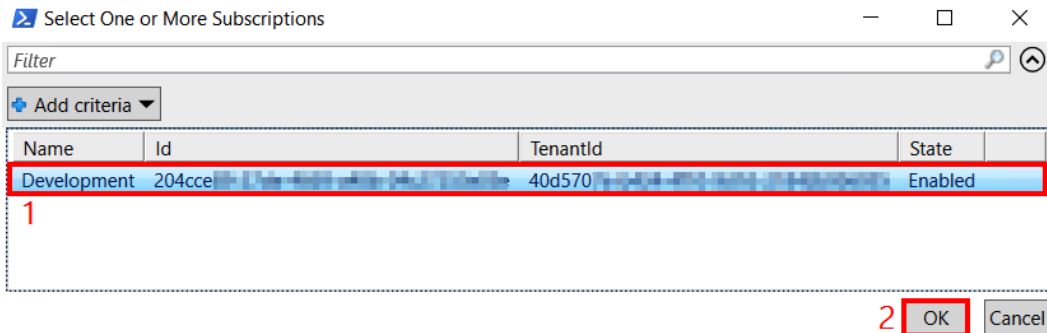 Select One or More Subscriptions
Filter
Add criteria
Name Id TenantId State
Development 204cce 40d570 Enabled
1
2 OK Cancel